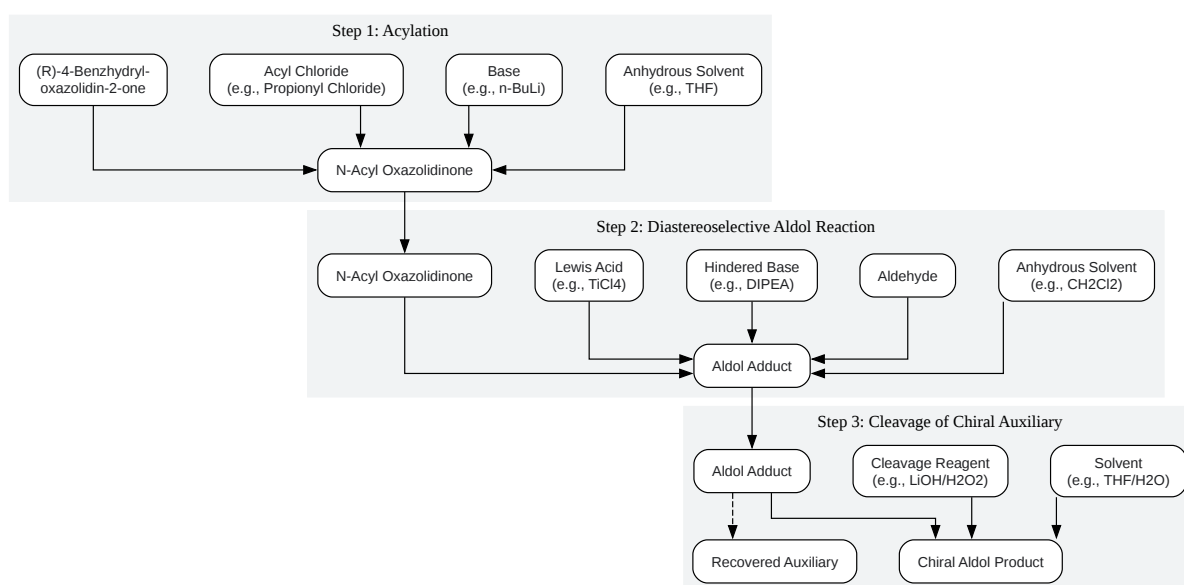 Step 1: Acylation
(R)-4-Benzhydryl-
oxazolidin-2-one
Acyl Chloride
(e.g., Propionyl Chloride)
Base
(e.g., n-BuLi)
Anhydrous Solvent
(e.g., THF)
N-Acyl Oxazolidinone
Step 2: Diastereoselective Aldol Reaction
N-Acyl Oxazolidinone
Lewis Acid
(e.g., TiCl4)
Hindered Base
(e.g., DIPEA)
Aldehyde
Anhydrous Solvent
(e.g., CH2Cl2)
Aldol Adduct
Step 3: Cleavage of Chiral Auxiliary
Aldol Adduct
Cleavage Reagent
(e.g., LiOH/H2O2)
Solvent
(e.g., THF/H2O)
Recovered Auxiliary
Chiral Aldol Product